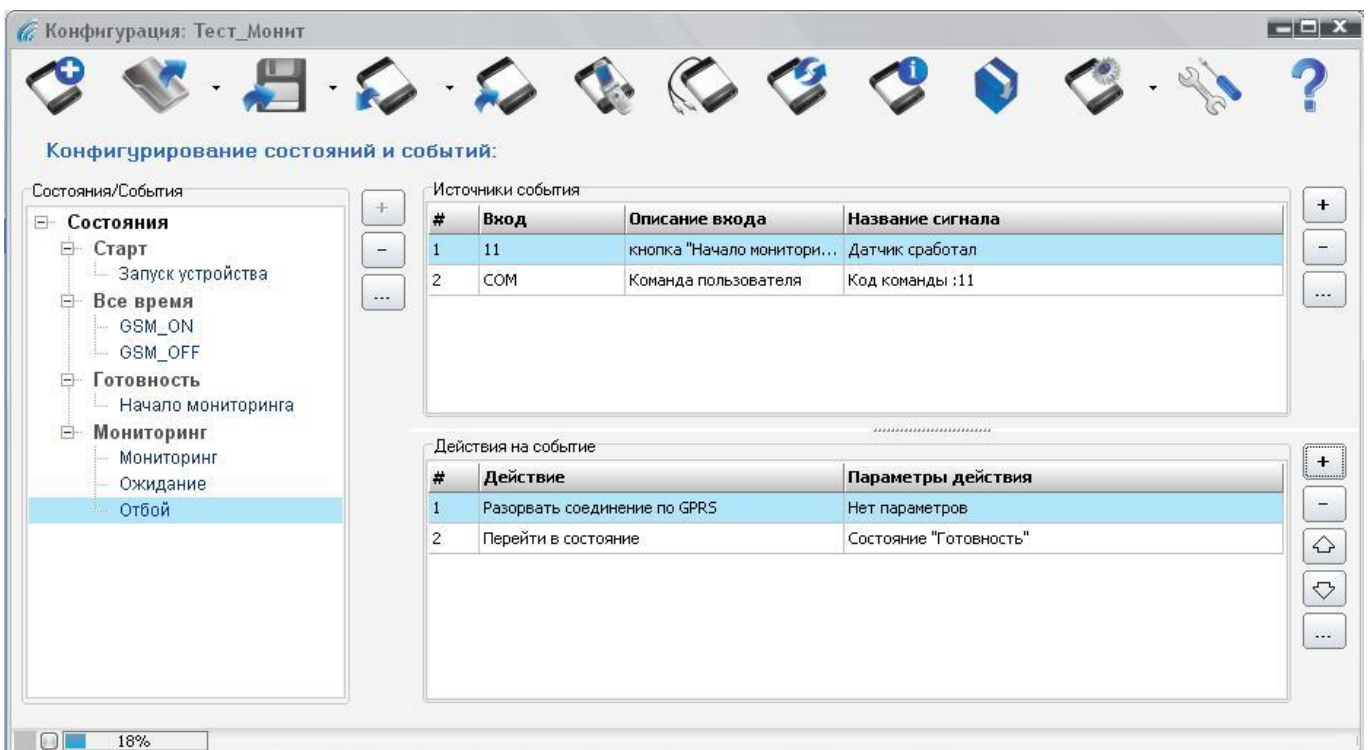 Конфигурация: Тест_Монит
Конфигурирование состояний и событий:
Состояния/События
Состояния
Старт
Запуск устройства
Все время
GSM_ON
GSM_OFF
Готовность
Начало мониторинга
Мониторинг
Мониторинг
Ожидание
Отбой
+
-
...
Источники события
# Вход Описание входа Название сигнала
1 11 кнопка "Начало монитори... Датчик сработал
2 COM Команда пользователя Код команды :11
+
-
...
Действия на событие
# Действие Параметры действия
1 Разорвать соединение по GPRS Нет параметров
2 Перейти в состояние Состояние "Готовность"
+
-
...
18%